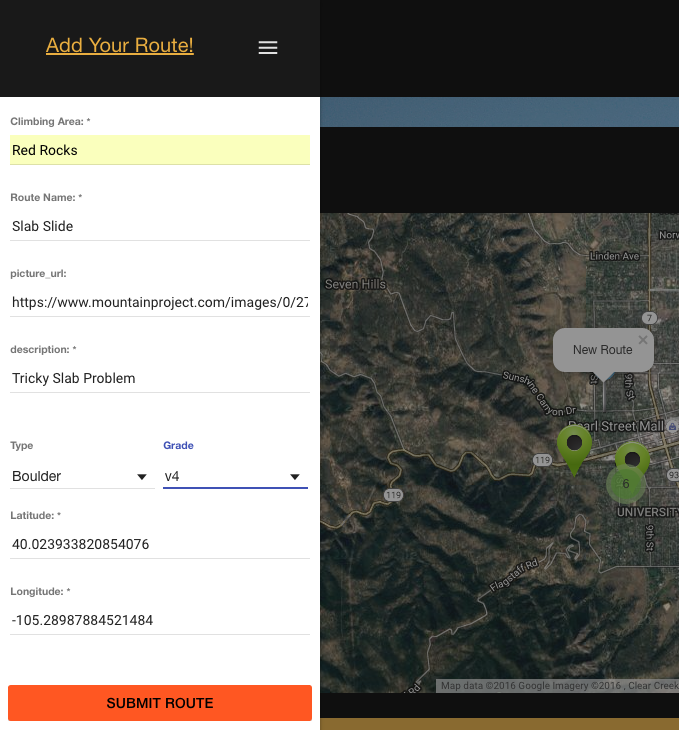 Add Your Route!
Climbing Area: *
Red Rocks
Route Name: *
Slab Slide
picture_url:
https://www.mountainproject.com/images/0/27
description: *
Tricky Slab Problem
Type
Grade
Boulder
v4
Latitude: *
40.023933820854076
Longitude: *
-105.28987884521484
SUBMIT ROUTE
Linden Ave
Seven Hills
7
New Route
Sunshine Canyon Dr
9th St
Pearl Street Mall
119
93
6
119
UNIVERSITY
9th St
Flagstaff Rd
Rd
Map data ©2016 Google Imagery ©2016 , Clear Creek